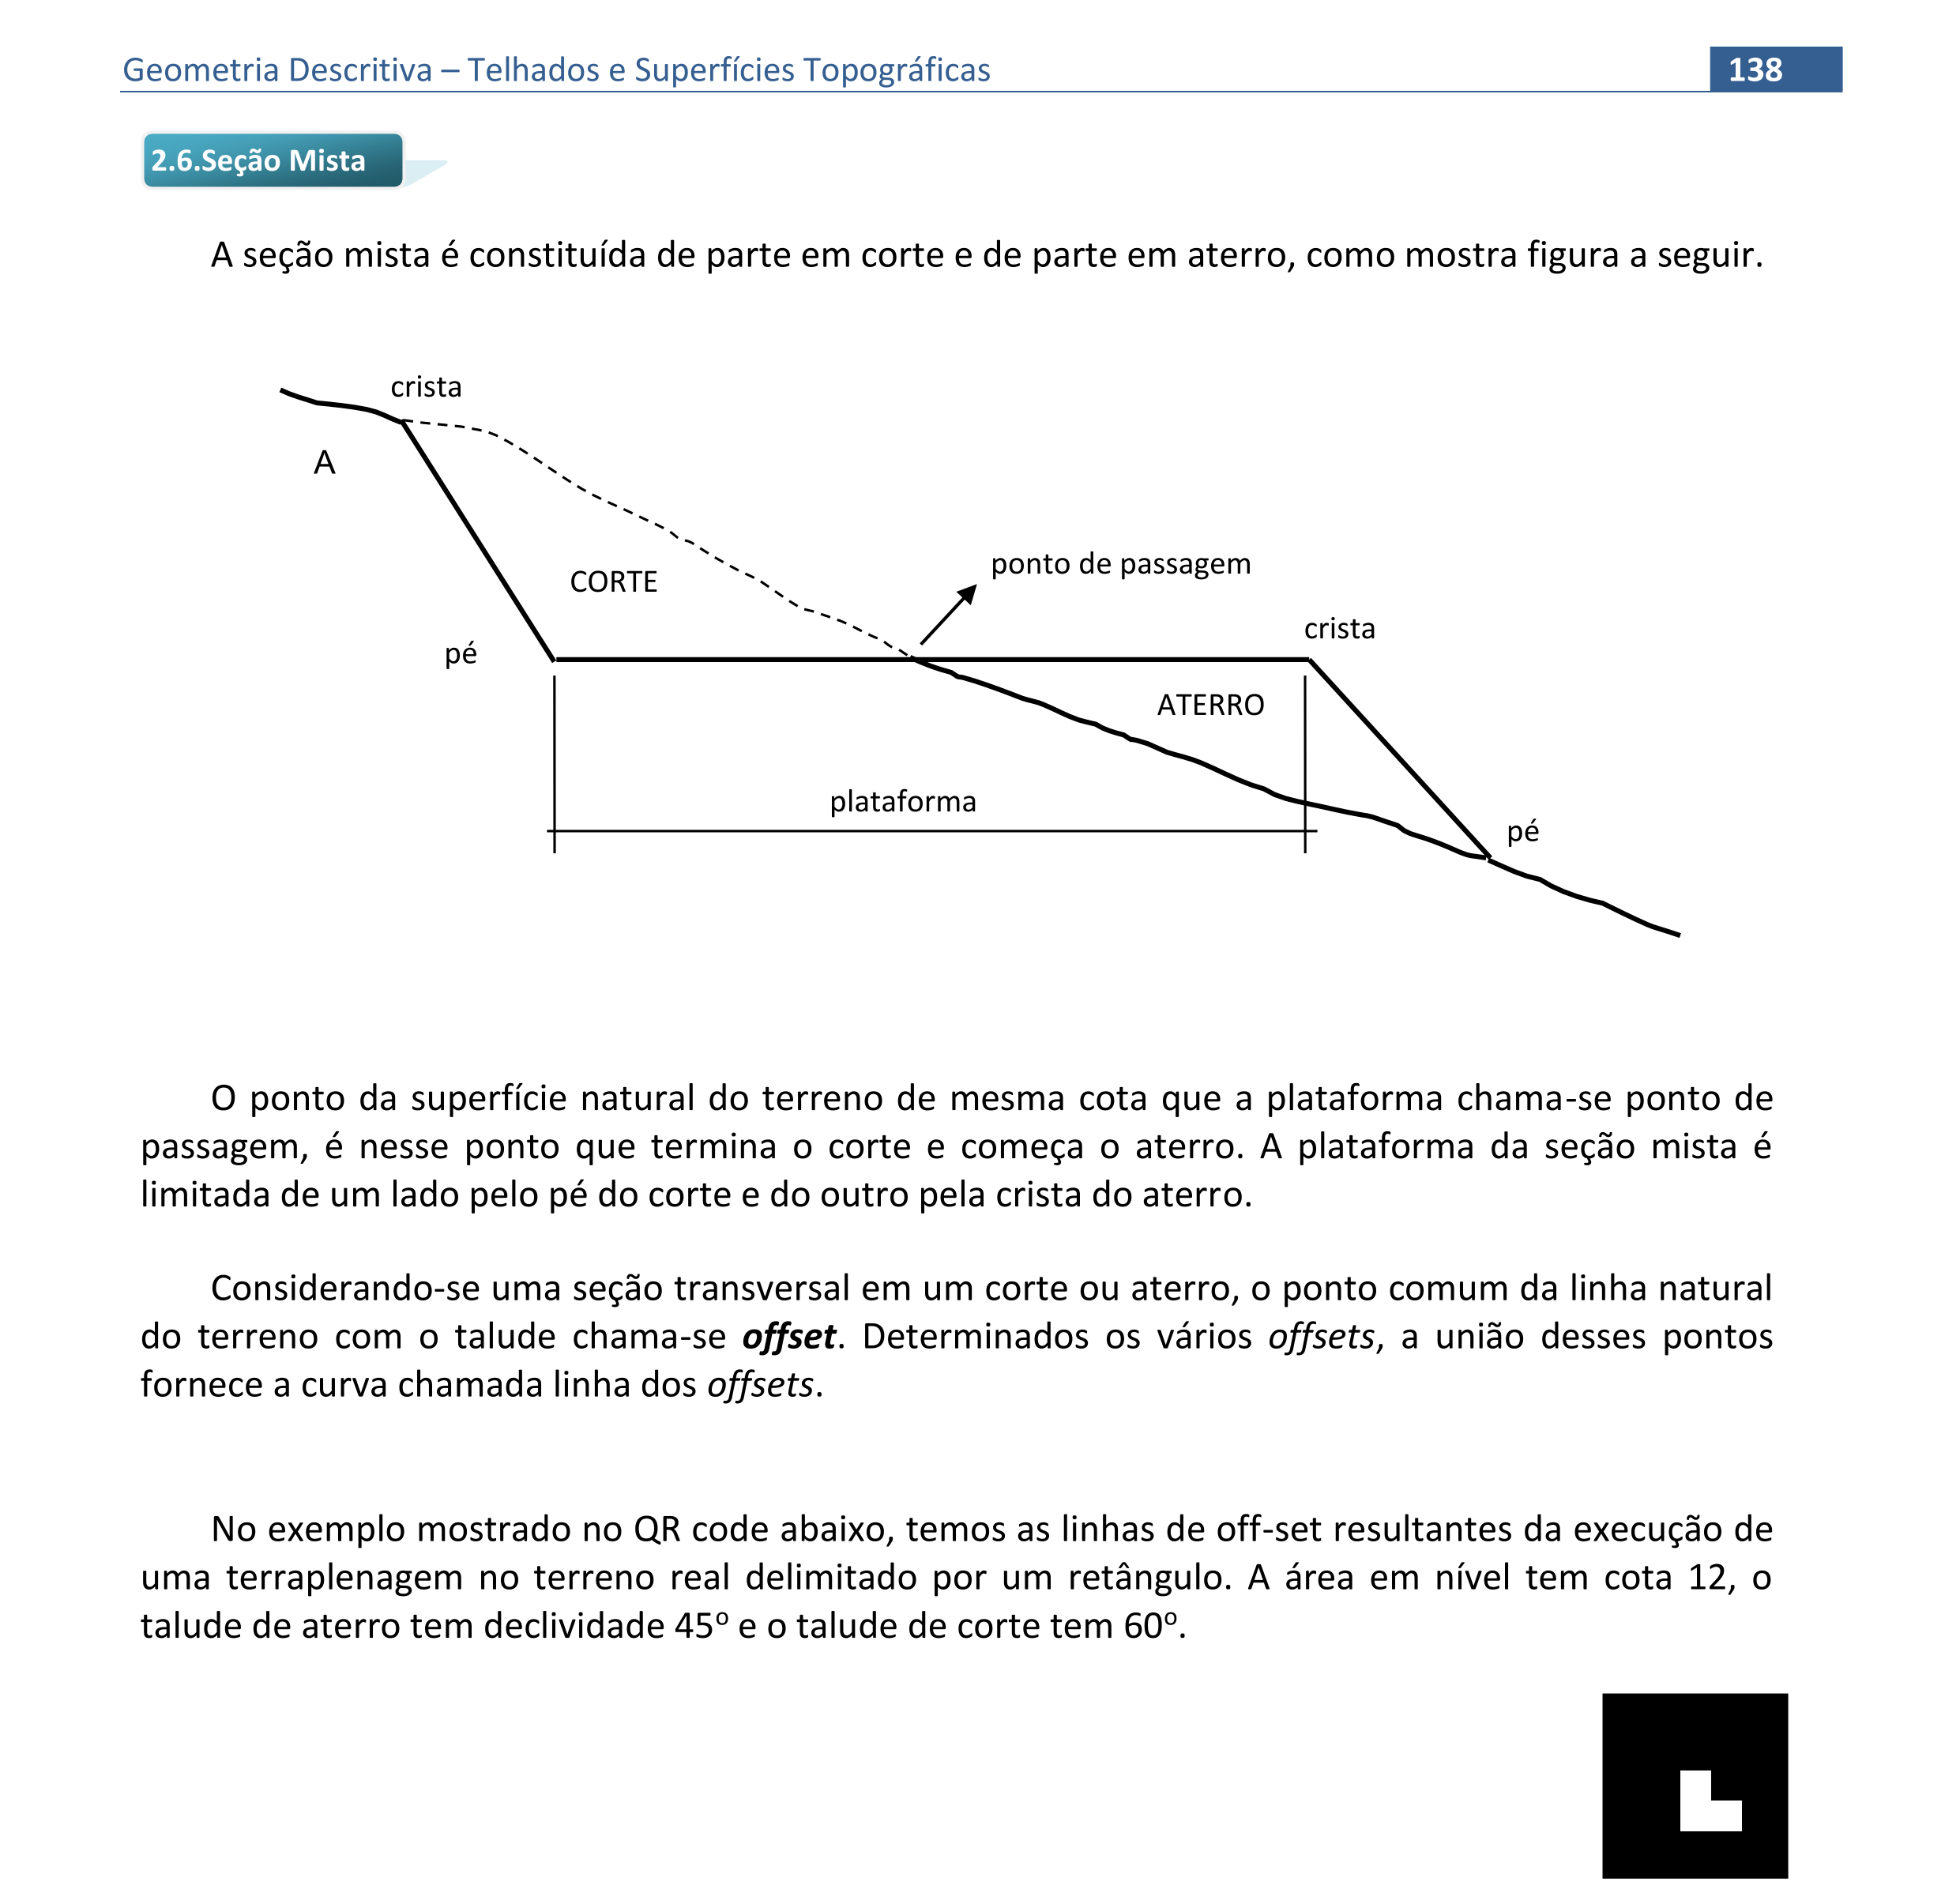 Geometria Descritiva – Telhados e Superfícies Topográficas 138
2.6.Seção Mista
A seção mista é constituída de parte em corte e de parte em aterro, como mostra figura a seguir.
crista
A
CORTE
ponto de passagem
crista
pé
ATERRO
plataforma
pé
O ponto da superfície natural do terreno de mesma cota que a plataforma chama-se ponto de
passagem, é nesse ponto que termina o corte e começa o aterro. A plataforma da seção mista é
limitada de um lado pelo pé do corte e do outro pela crista do aterro.
Considerando-se uma seção transversal em um corte ou aterro, o ponto comum da linha natural
do terreno com o talude chama-se offset. Determinados os vários offsets, a união desses pontos
fornece a curva chamada linha dos offsets.
No exemplo mostrado no QR code abaixo, temos as linhas de off-set resultantes da execução de
uma terraplenagem no terreno real delimitado por um retângulo. A área em nível tem cota 12, o
talude de aterro tem declividade 45º e o talude de corte tem 60º.